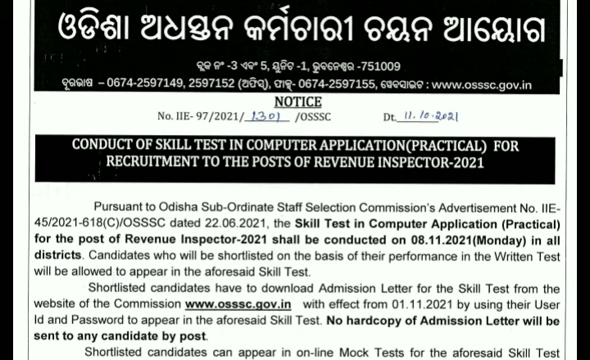 ଓଡିଶା ଅଧସ୍ତନ କର୍ମଚାରୀ ଚୟନ ଆୟୋଗ
ବ୍ଲକ ନଂ -3 ଏବଂ 5, ୟୁନିଟ -1, ଭୁବନେଶ୍ୱର -751009
ଦୂରଭାଷ – 0674-2597149, 2597152 (ଅଫିସ୍), ଫାକ୍ସ- 0674-2597155, ୱେବସାଇଟ : www.osssc.gov.in
NOTICE
No. IIE- 97/2021/ 1301 /OSSSC Dt. 11.10.2021
CONDUCT OF SKILL TEST IN COMPUTER APPLICATION(PRACTICAL) FOR
RECRUITMENT TO THE POSTS OF REVENUE INSPECTOR-2021
Pursuant to Odisha Sub-Ordinate Staff Selection Commission's Advertisement No. IIE-
45/2021-618(C)/OSSSC dated 22.06.2021, the Skill Test in Computer Application (Practical)
for the post of Revenue Inspector-2021 shall be conducted on 08.11.2021(Monday) in all
districts. Candidates who will be shortlisted on the basis of their performance in the Written Test
will be allowed to appear in the aforesaid Skill Test.
Shortlisted candidates have to download Admission Letter for the Skill Test from the
website of the Commission www.osssc.gov.in with effect from 01.11.2021 by using their User
Id and Password to appear in the aforesaid Skill Test. No hardcopy of Admission Letter will be
sent to any candidate by post.
Shortlisted candidates can appear in on-line Mock Tests for the aforesaid Skill Test